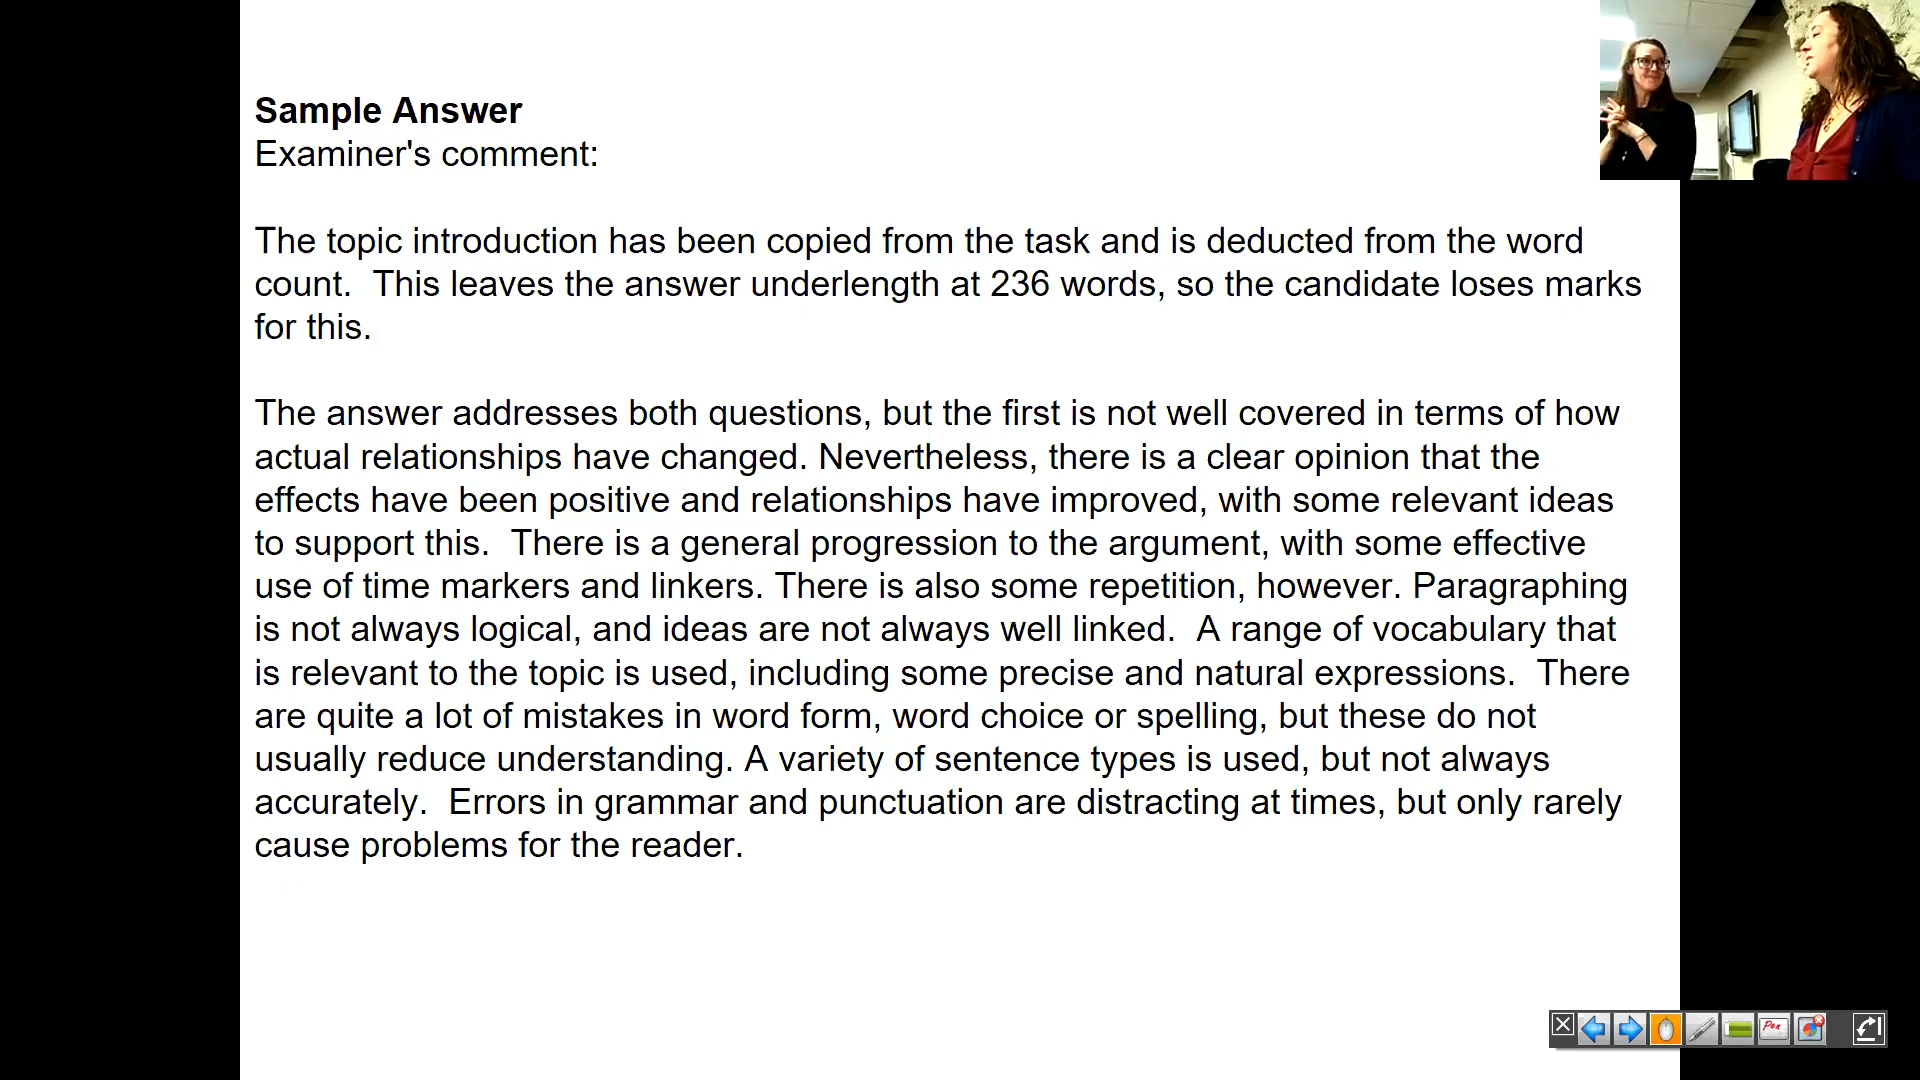 Sample Answer
Examiner's comment:
The topic introduction has been copied from the task and is deducted from the word
count.  This leaves the answer underlength at 236 words, so the candidate loses marks
for this.
The answer addresses both questions, but the first is not well covered in terms of how
actual relationships have changed. Nevertheless, there is a clear opinion that the
effects have been positive and relationships have improved, with some relevant ideas
to support this.  There is a general progression to the argument, with some effective
use of time markers and linkers. There is also some repetition, however. Paragraphing
is not always logical, and ideas are not always well linked.  A range of vocabulary that
is relevant to the topic is used, including some precise and natural expressions.  There
are quite a lot of mistakes in word form, word choice or spelling, but these do not
usually reduce understanding. A variety of sentence types is used, but not always
accurately.  Errors in grammar and punctuation are distracting at times, but only rarely
cause problems for the reader.
Pen